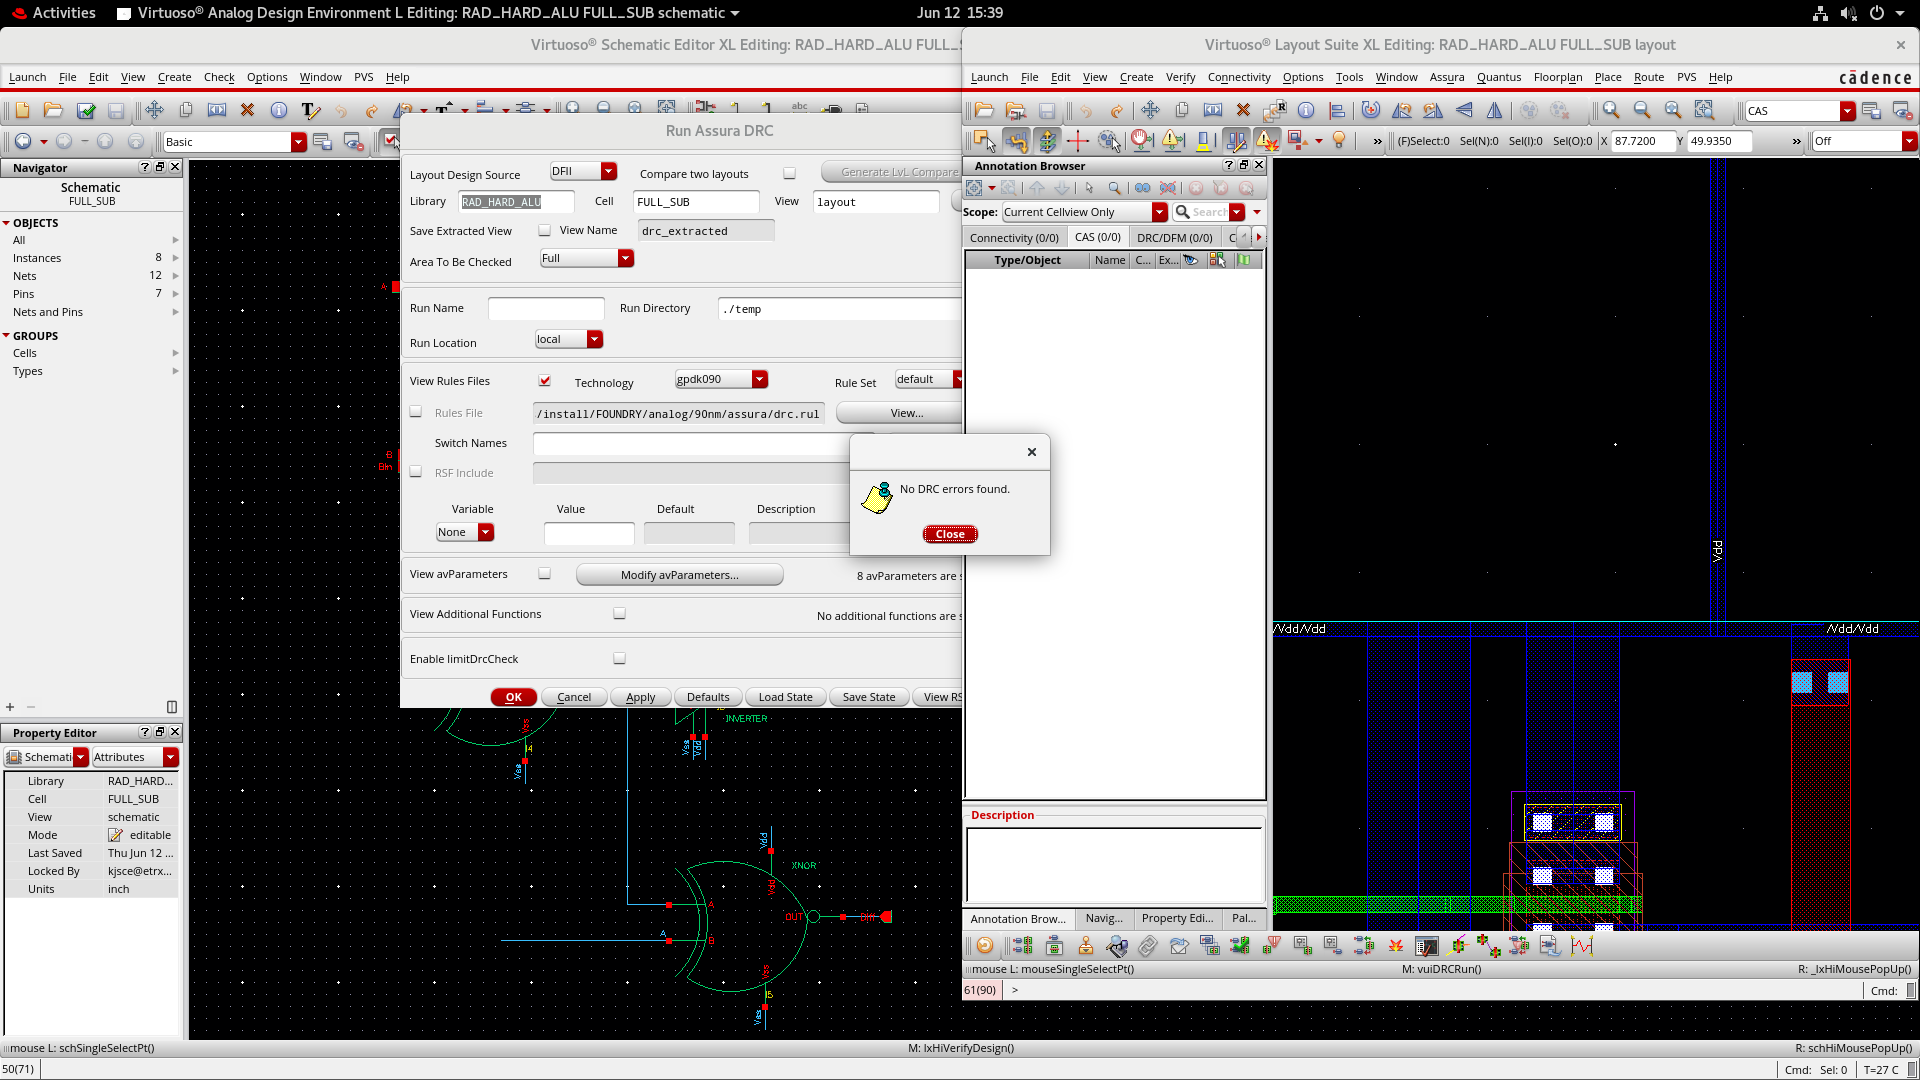 Activities
Virtuoso® Analog Design Environment L Editing: RAD_HARD_ALU FULL_SUB schematic
Jun 12 15:39
Virtuoso® Schematic Editor XL Editing: RAD_HARD_ALU FULL_S
Launch File Edit View Create Check Options Window PVS Help
Basic
Navigator
Schematic
FULL_SUB
OBJECTS
All
Instances 8
Nets 12
Pins 7
Nets and Pins
GROUPS
Cells
Types
Property Editor
Schemati Attributes
Library RAD_HARD...
Cell FULL_SUB
View schematic
Mode editable
Last Saved Thu Jun 12 ...
Locked By kjsce@etrx...
Units inch
Run Assura DRC
Layout Design Source DFII Compare two layouts Generate LvL Compare
Library RAD_HARD_ALU Cell FULL_SUB View layout
Save Extracted View View Name drc_extracted
Area To Be Checked Full
Run Name Run Directory ./temp
Run Location local
View Rules Files Technology gpdk090 Rule Set default
Rules File /install/FOUNDRY/analog/90nm/assura/drc.rul View...
Switch Names
RSF Include
Variable Value Default Description
None
View avParameters Modify avParameters... 8 avParameters are s
View Additional Functions No additional functions are s
Enable limitDrcCheck
OK Cancel Apply Defaults Load State Save State View RS
No DRC errors found.
Close
A
B
Bin
Vss
I4
Vss
INVERTER
Vss
Vdd
Vdd
XNOR
Vdd
A
OUT
A
B
Vss
I5
Vss
Virtuoso® Layout Suite XL Editing: RAD_HARD_ALU FULL_SUB layout
Launch File Edit View Create Verify Connectivity Options Tools Window Assura Quantus Floorplan Place Route PVS Help
cādence
CAS
(F)Select:0 Sel(N):0 Sel(I):0 Sel(O):0 X 87.7200 Y 49.9350 Off
Annotation Browser
Scope: Current Cellview Only Search
Connectivity (0/0) CAS (0/0) DRC/DFM (0/0) C
Type/Object Name C... Ex...
Description
Annotation Brow... Navig... Property Edi... Pal...
Vdd
/Vdd/Vdd
/Vdd/Vdd
mouse L: mouseSingleSelectPt() M: vuiDRCRun() R: _lxHiMousePopUp()
61(90) > Cmd:
mouse L: schSingleSelectPt() M: lxHiVerifyDesign() R: schHiMousePopUp()
50(71) Cmd: Sel: 0 T=27 C